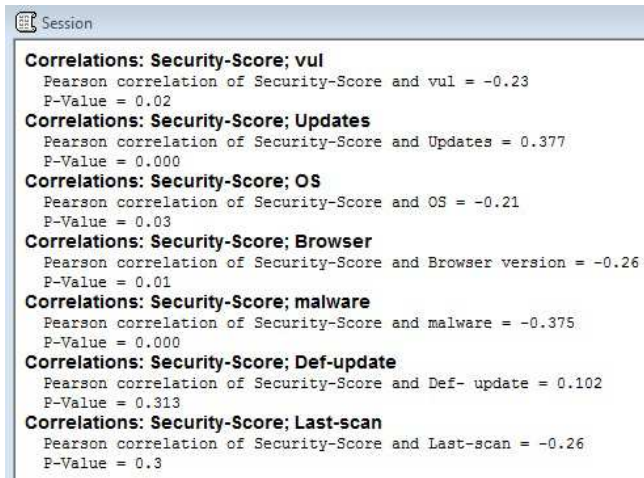 Session
Correlations: Security-Score; vul
Pearson correlation of Security-Score and vul = -0.23
P-Value = 0.02
Correlations: Security-Score; Updates
Pearson correlation of Security-Score and Updates = 0.377
P-Value = 0.000
Correlations: Security-Score; OS
Pearson correlation of Security-Score and OS = -0.21
P-Value = 0.03
Correlations: Security-Score; Browser
Pearson correlation of Security-Score and Browser version = -0.26
P-Value = 0.01
Correlations: Security-Score; malware
Pearson correlation of Security-Score and malware = -0.375
P-Value = 0.000
Correlations: Security-Score; Def-update
Pearson correlation of Security-Score and Def- update = 0.102
P-Value = 0.313
Correlations: Security-Score; Last-scan
Pearson correlation of Security-Score and Last-scan = -0.26
P-Value = 0.3